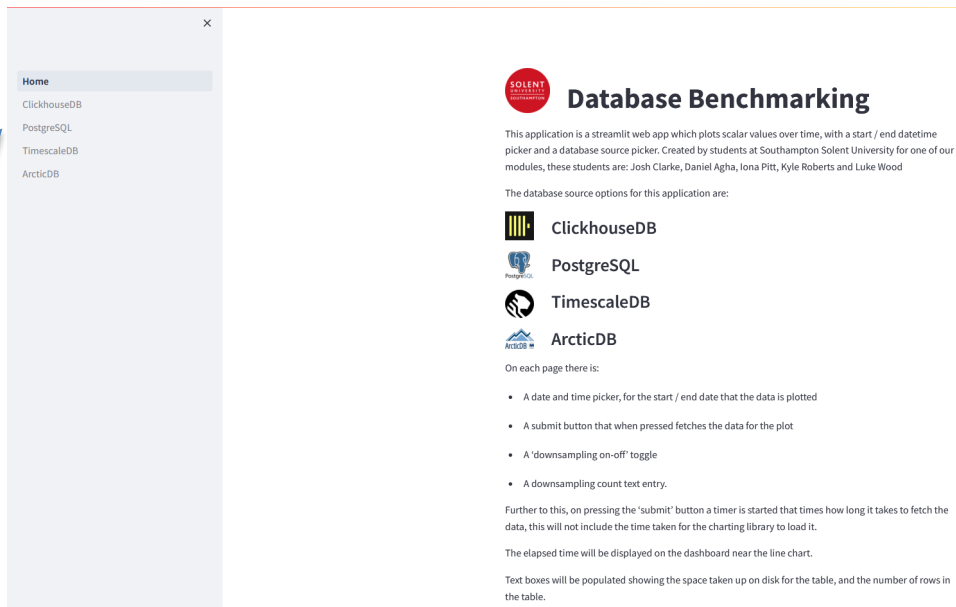 ×
Home
ClickhouseDB
PostgreSQL
TimescaleDB
ArcticDB
SOLENT
UNIVERSITY
SOUTHAMPTON
Database Benchmarking
This application is a streamlit web app which plots scalar values over time, with a start / end datetime
picker and a database source picker. Created by students at Southampton Solent University for one of our
modules, these students are: Josh Clarke, Daniel Agha, Iona Pitt, Kyle Roberts and Luke Wood
The database source options for this application are:
ClickhouseDB
PostgreSQL
PostgreSQL
TimescaleDB
ArcticDB
ArcticDB
On each page there is:
• A date and time picker, for the start / end date that the data is plotted
• A submit button that when pressed fetches the data for the plot
• A ‘downsampling on-off’ toggle
• A downsampling count text entry.
Further to this, on pressing the ‘submit’ button a timer is started that times how long it takes to fetch the
data, this will not include the time taken for the charting library to load it.
The elapsed time will be displayed on the dashboard near the line chart.
Text boxes will be populated showing the space taken up on disk for the table, and the number of rows in
the table.